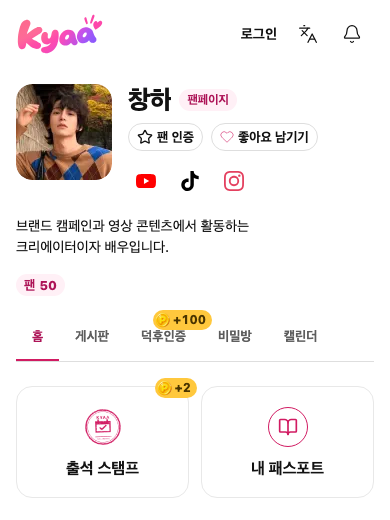 kyaa
로그인
창하 팬페이지
팬 인증 좋아요 남기기
브랜드 캠페인과 영상 콘텐츠에서 활동하는
크리에이터이자 배우입니다.
팬 50
P +100
홈 게시판 덕후인증 비밀방 캘린더
P +2
출석 스탬프 내 패스포트